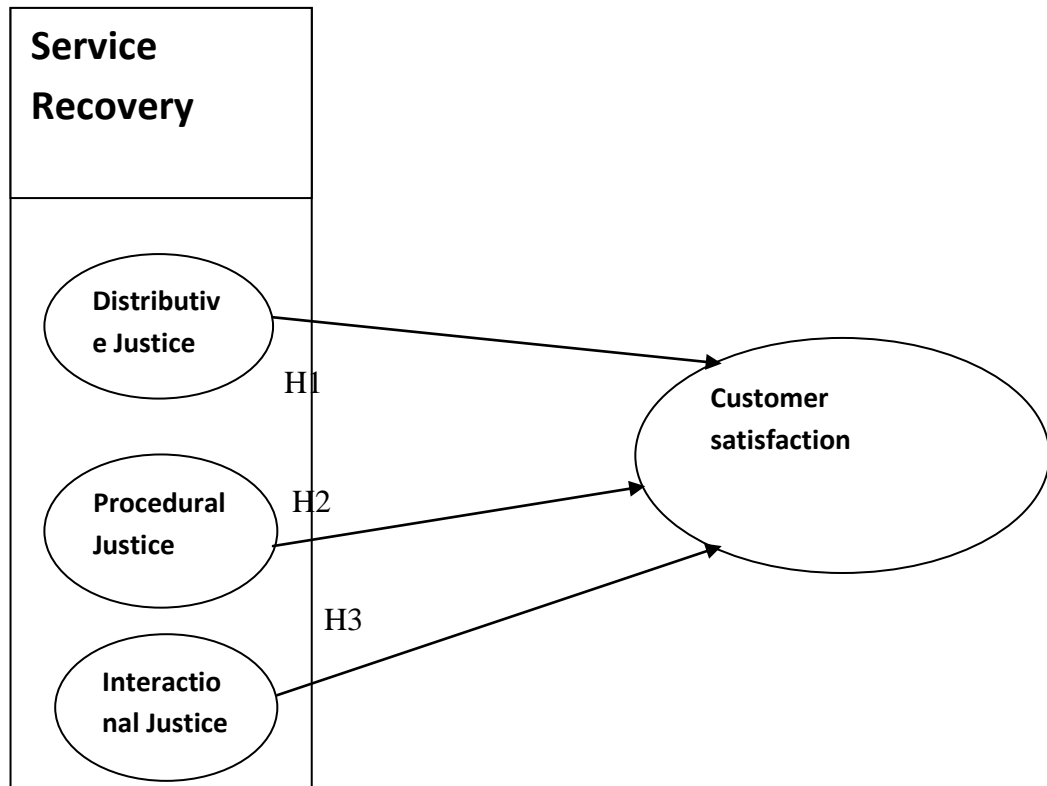 Service
Recovery
Distributiv
e Justice
H1
Customer
satisfaction
Procedural
Justice
H2
H3
Interactio
nal Justice